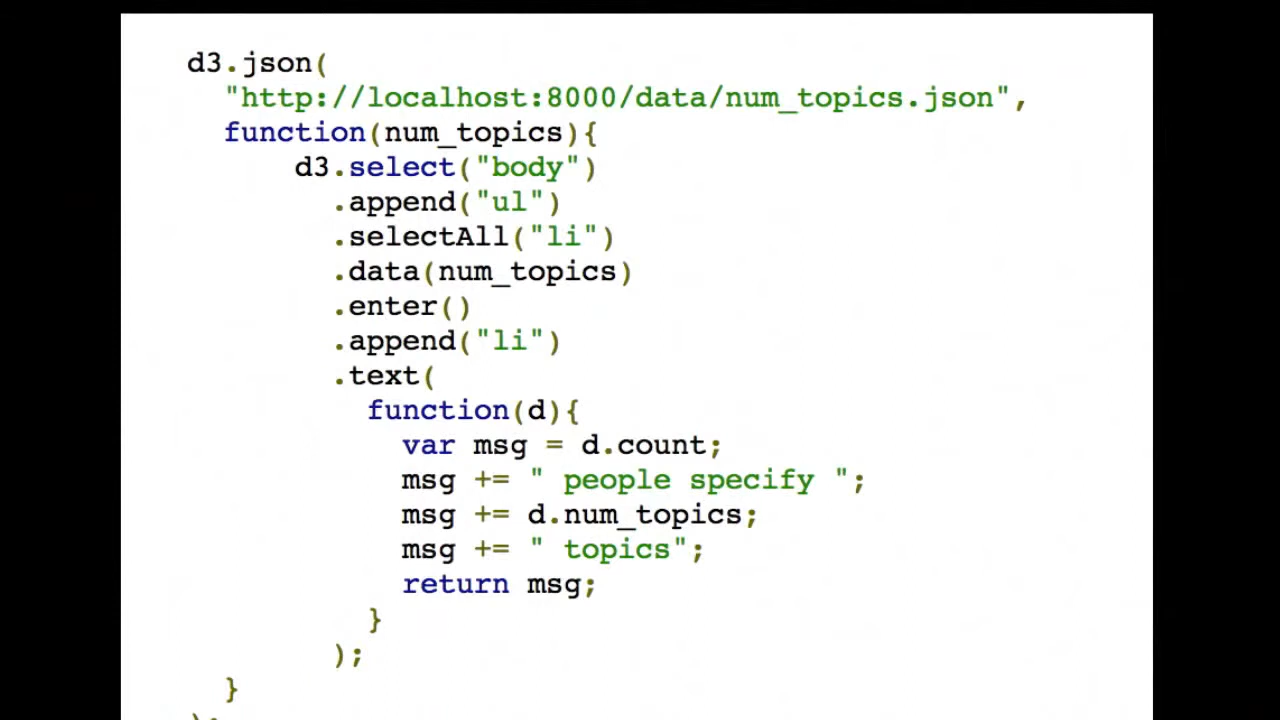 d3.json(
"http://localhost:8000/data/num_topics.json",
function(num_topics){
d3.select("body")
.append("ul")
.selectAll("li")
.data(num_topics)
.enter()
.append("li")
.text(
function(d){
var msg = d.count;
msg += " people specify ";
msg += d.num_topics;
msg += " topics";
return msg;
}
);
}
);